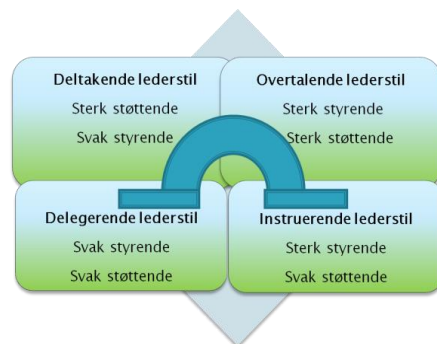 Deltakende lederstil
Sterk støttende
Svak styrende
Overtalende lederstil
Sterk styrende
Sterk støttende
Delegerende lederstil
Svak styrende
Svak støttende
Instruerende lederstil
Sterk styrende
Svak støttende